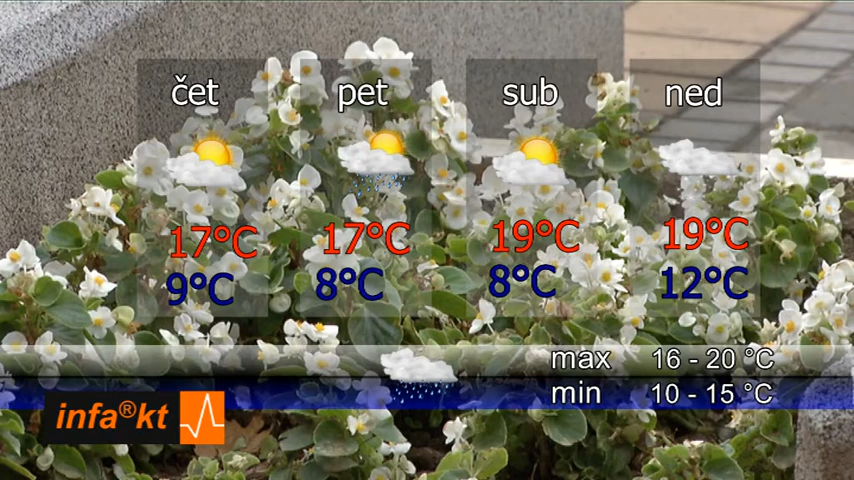 čet pet sub ned
17°C 17°C 19°C 19°C
9°C 8°C 8°C 12°C
max 16 - 20 °C
min 10 - 15 °C
infa®kt